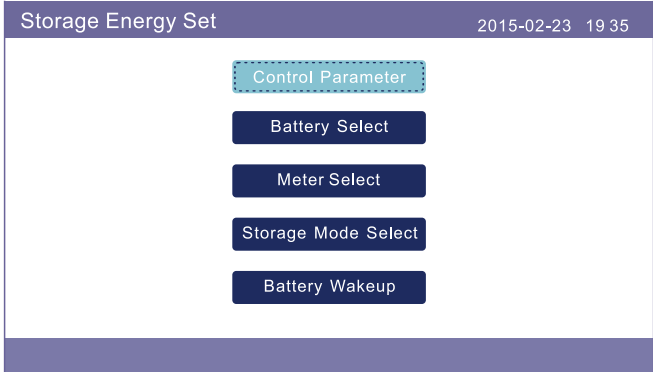 Storage Energy Set
2015-02-23 19 35
Control Parameter
Battery Select
Meter Select
Storage Mode Select
Battery Wakeup